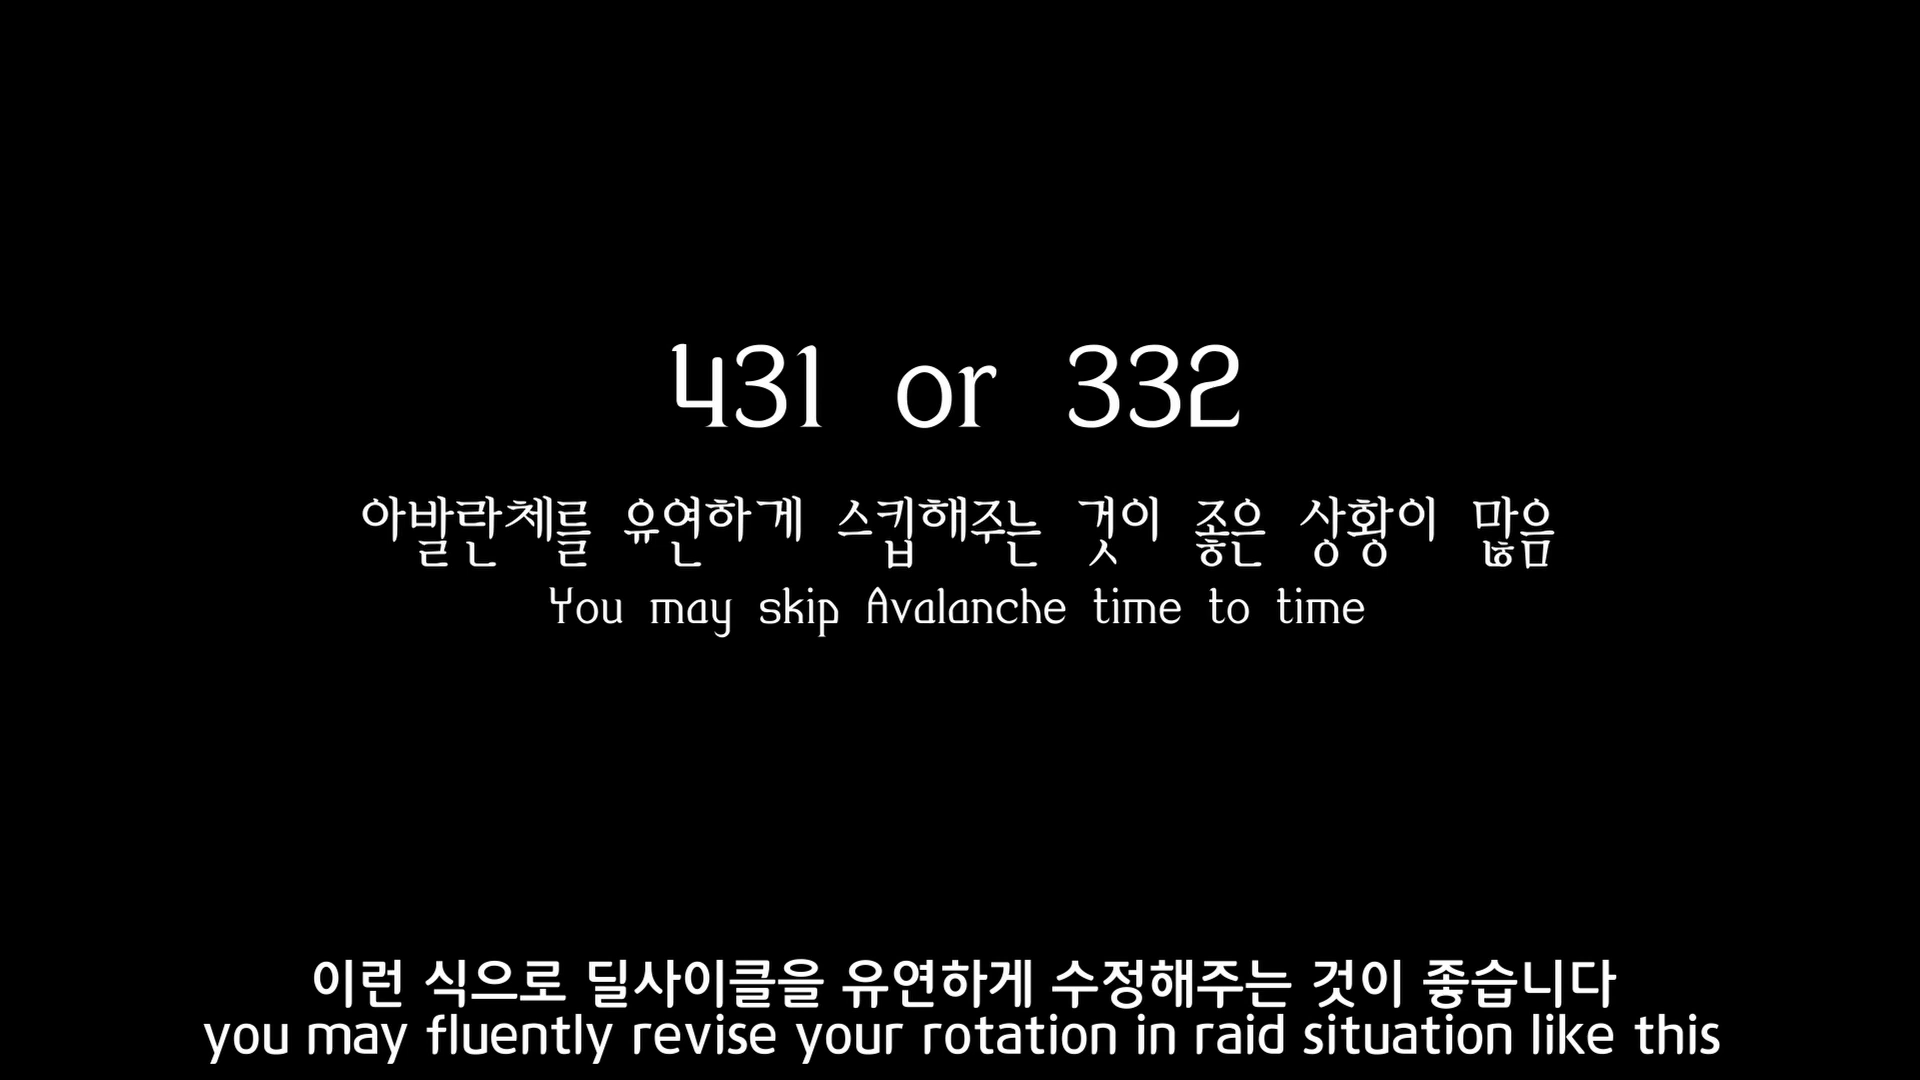 431 or 332
아발란체를 유연하게 스킵해주는 것이 좋은 상황이 많음
You may skip Avalanche time to time
이런 식으로 딜사이클을 유연하게 수정해주는 것이 좋습니다
you may fluently revise your rotation in raid situation like this